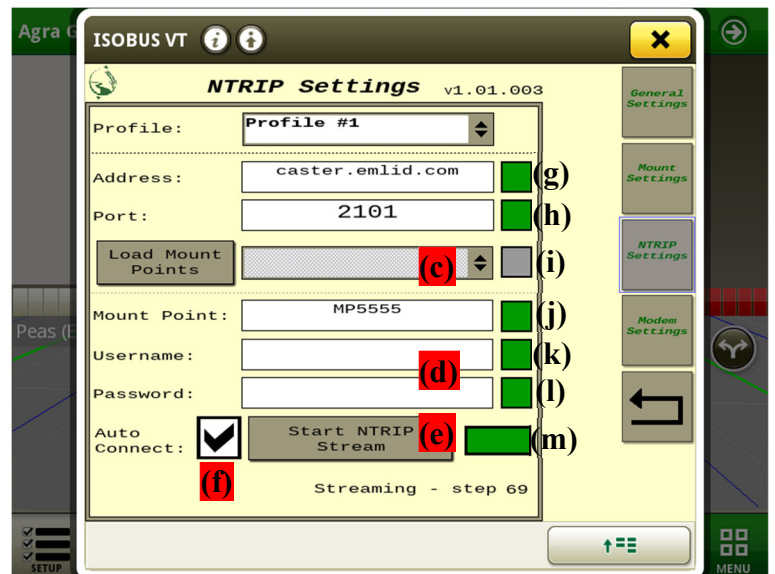 Agra G
ISOBUS VT
NTRIP Settings v1.01.003
General
Settings
Profile: Profile #1
Address: caster.emlid.com (g)
Mount
Settings
Port: 2101 (h)
Load Mount
Points
(c) (i)
NTRIP
Settings
Mount Point: MP5555 (j)
Peas (E
Username: (k)
(d)
Modem
Settings
Password: (l)
Auto
Connect:
Start NTRIP
Stream
(e) (m)
(f)
Streaming - step 69
SETUP
MENU